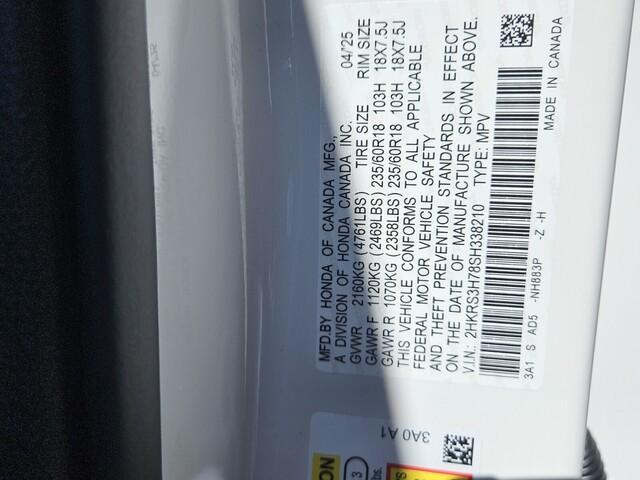 MFD.BY HONDA OF CANADA MFG., 04/25
A DIVISION OF HONDA CANADA INC.
GVWR 2160KG (4761LBS) TIRE SIZE RIM SIZE
GAWR F 1120KG (2469LBS) 235/60R18 103H 18X7.5J
GAWR R 1070KG (2358LBS) 235/60R18 103H 18X7.5J
THIS VEHICLE CONFORMS TO ALL APPLICABLE
FEDERAL MOTOR VEHICLE SAFETY
AND THEFT PREVENTION STANDARDS IN EFFECT
ON THE DATE OF MANUFACTURE SHOWN ABOVE.
V.I.N.: 2HKRS3H78SH338210 TYPE: MPV
3A1 S AD5 -NH883P -Z -H MADE IN CANADA
3A0 A1
3